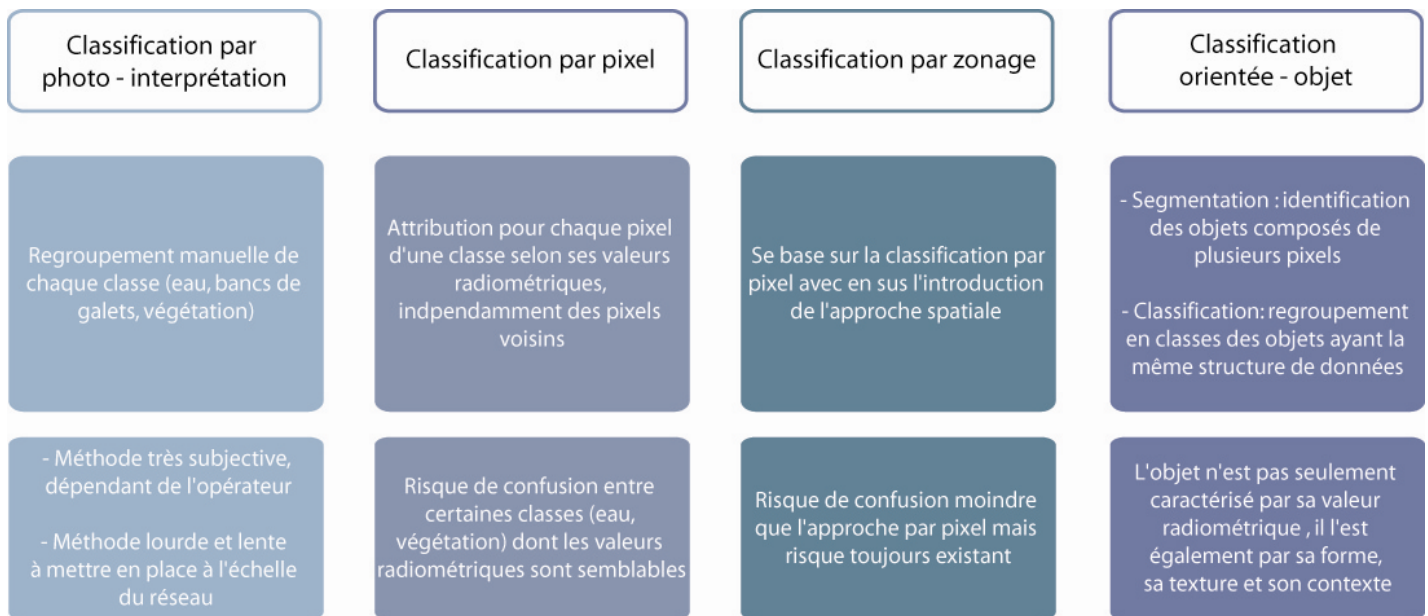 Classification par
photo - interprétation
Classification par pixel
Classification par zonage
Classification
orientée - objet
Regroupement manuelle de
chaque classe (eau, bancs de
galets, végétation)
Attribution pour chaque pixel
d'une classe selon ses valeurs
radiométriques,
indpendamment des pixels
voisins
Se base sur la classification par
pixel avec en sus l'introduction
de l'approche spatiale
- Segmentation : identification
des objets composés de
plusieurs pixels
- Classification: regroupement
en classes des objets ayant la
même structure de données
- Méthode très subjective,
dépendant de l'opérateur
- Méthode lourde et lente
à mettre en place à l'échelle
du réseau
Risque de confusion entre
certaines classes (eau,
végétation) dont les valeurs
radiométriques sont semblables
Risque de confusion moindre
que l'approche par pixel mais
risque toujours existant
L'objet n'est pas seulement
caractérisé par sa valeur
radiométrique , il l'est
également par sa forme,
sa texture et son contexte